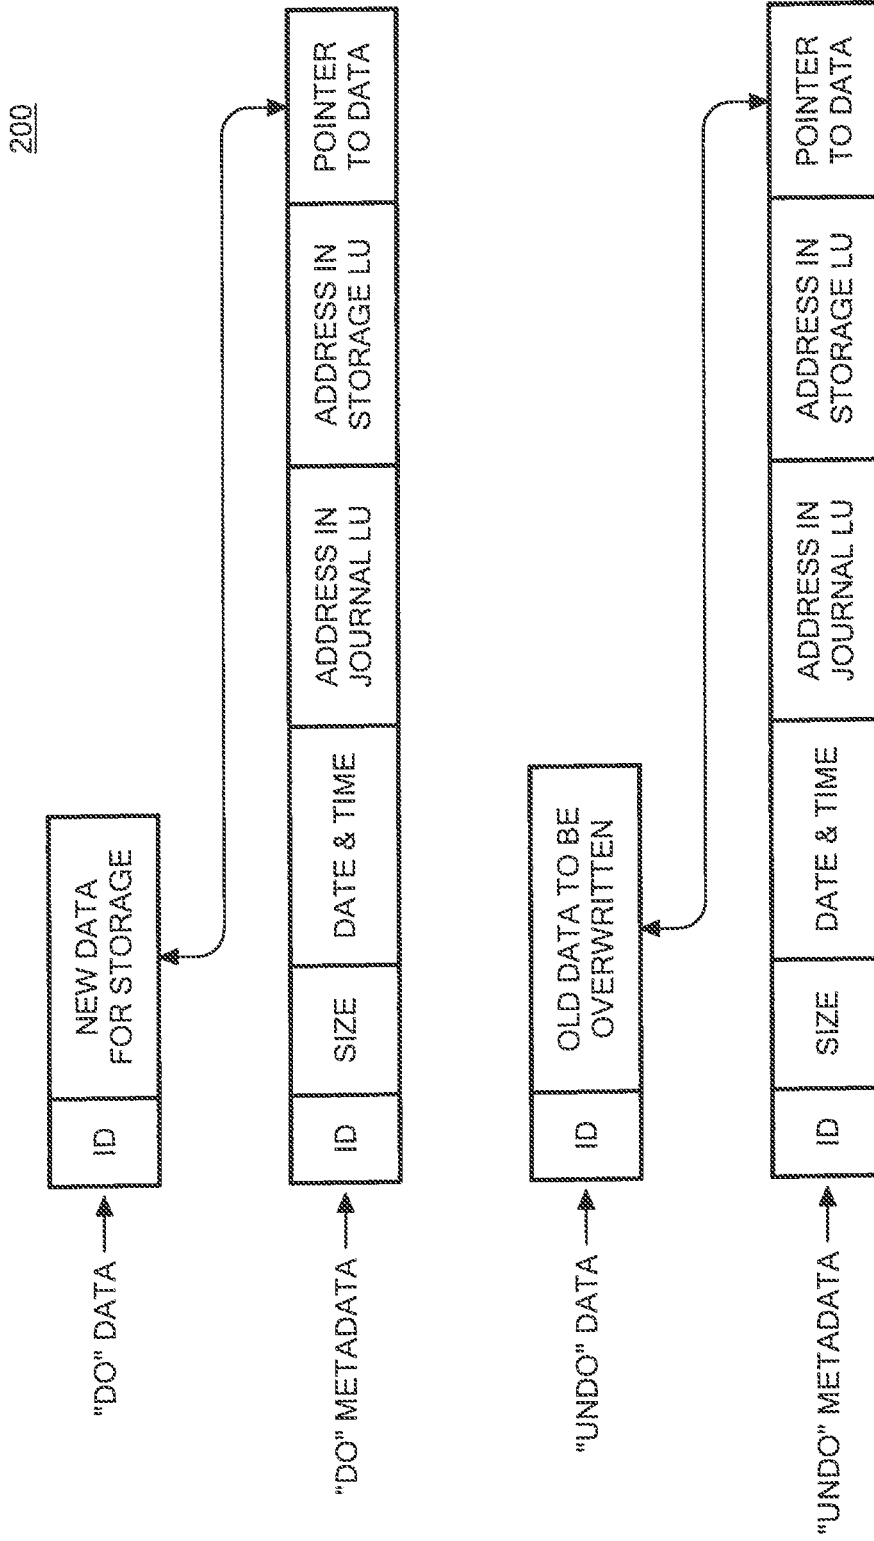 200
"DO" DATA
ID
NEW DATA
FOR STORAGE
"DO" METADATA
ID
SIZE
DATE & TIME
ADDRESS IN
JOURNAL LU
ADDRESS IN
STORAGE LU
POINTER
TO DATA
"UNDO" DATA
ID
OLD DATA TO BE
OVERWRITTEN
"UNDO" METADATA
ID
SIZE
DATE & TIME
ADDRESS IN
JOURNAL LU
ADDRESS IN
STORAGE LU
POINTER
TO DATA